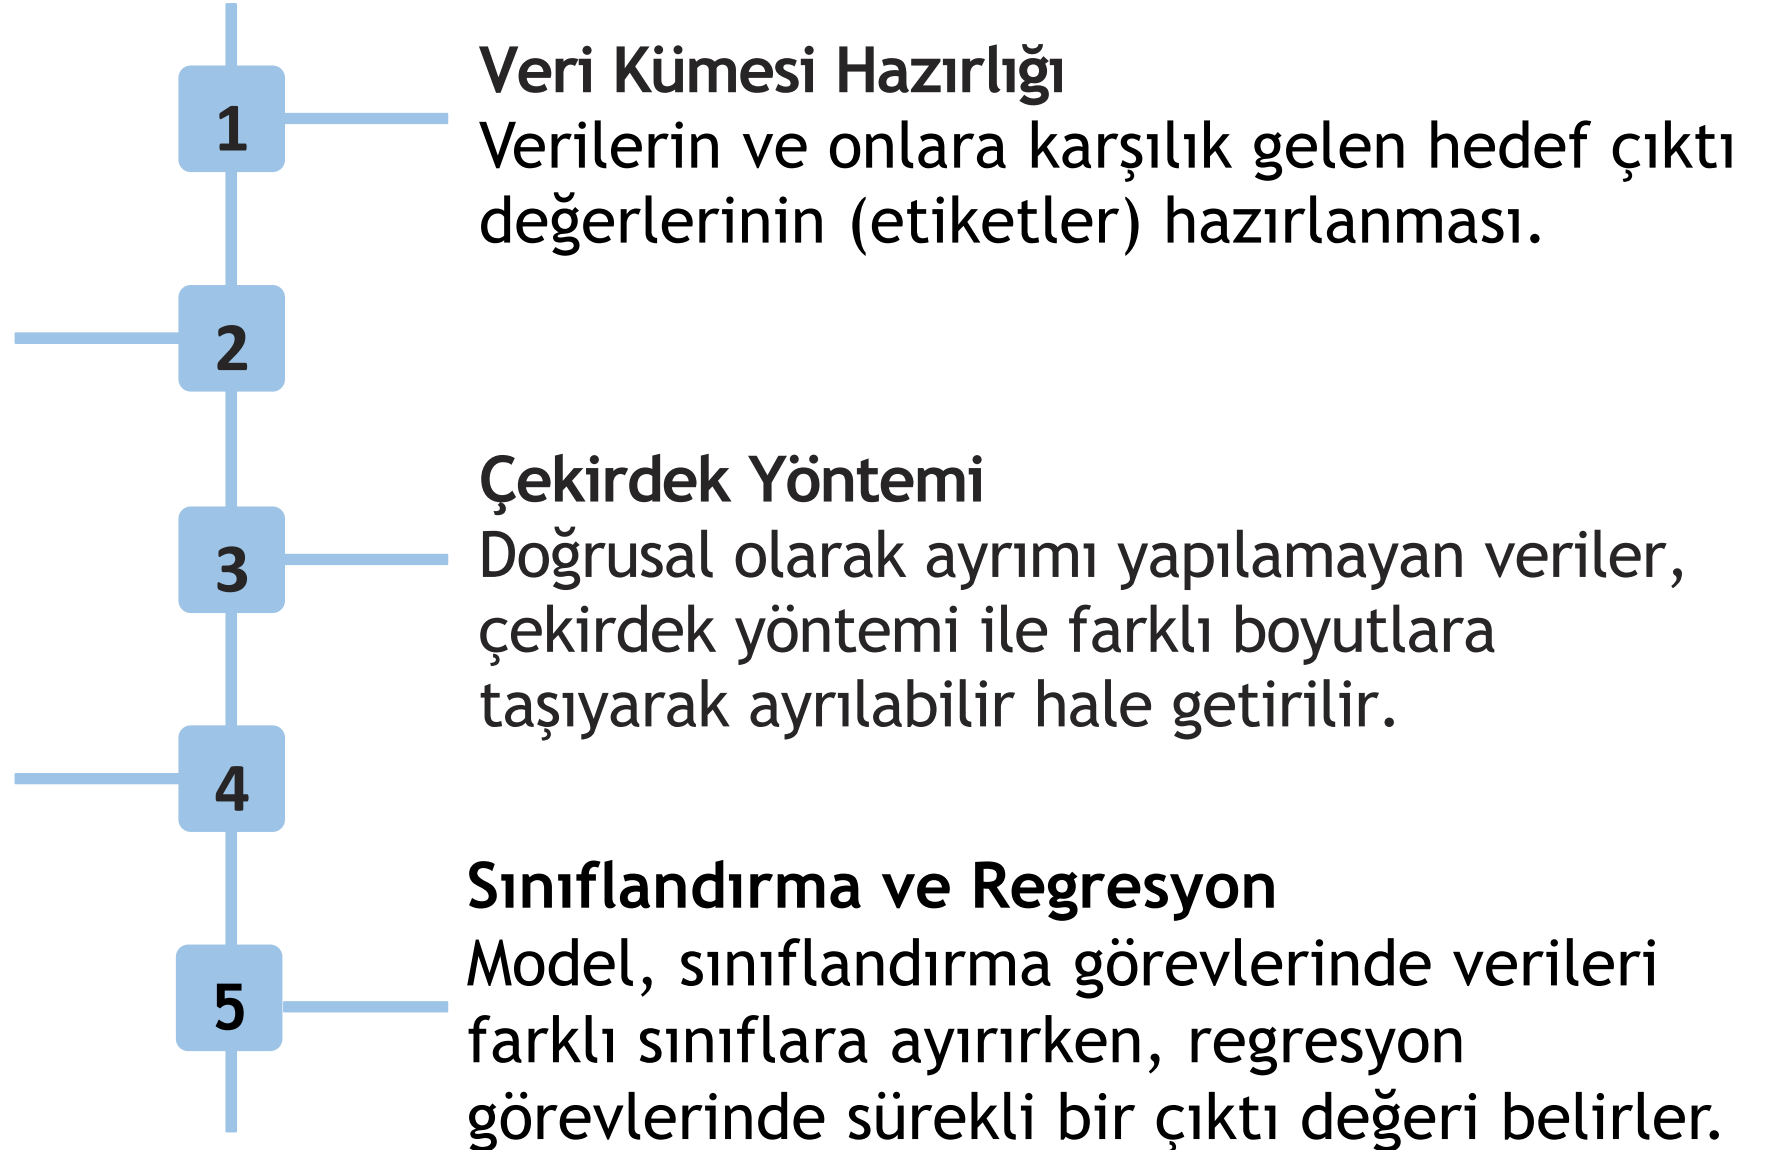 1
Veri Kümesi Hazırlığı
Verilerin ve onlara karşılık gelen hedef çıktı
değerlerinin (etiketler) hazırlanması.
2
3
Çekirdek Yöntemi
Doğrusal olarak ayrımı yapılamayan veriler,
çekirdek yöntemi ile farklı boyutlara
taşıyarak ayrılabilir hale getirilir.
4
5
Sınıflandırma ve Regresyon
Model, sınıflandırma görevlerinde verileri
farklı sınıflara ayırırken, regresyon
görevlerinde sürekli bir çıktı değeri belirler.